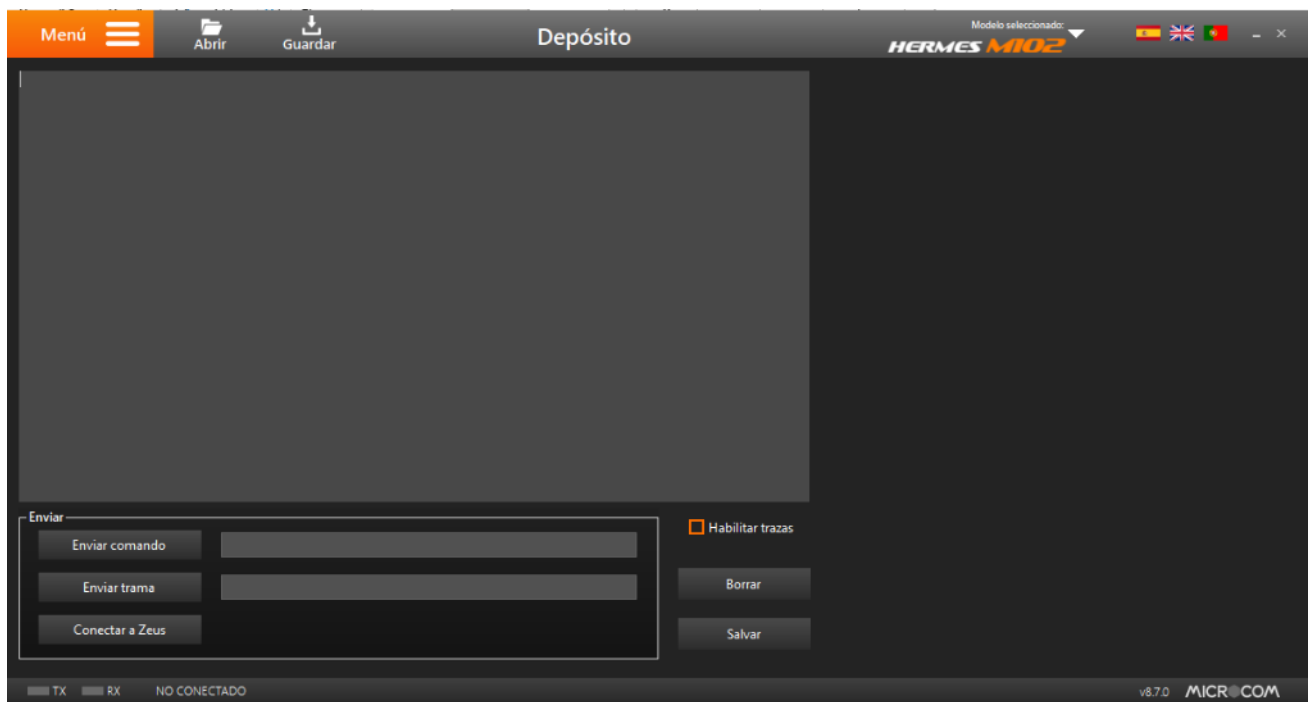 Menú
Abrir
Guardar
Depósito
Modelo seleccionado:
HERMES M102
Enviar
Enviar comando
Habilitar trazas
Enviar trama
Borrar
Conectar a Zeus
Salvar
TX RX NO CONECTADO
v8.7.0 MICROCOM